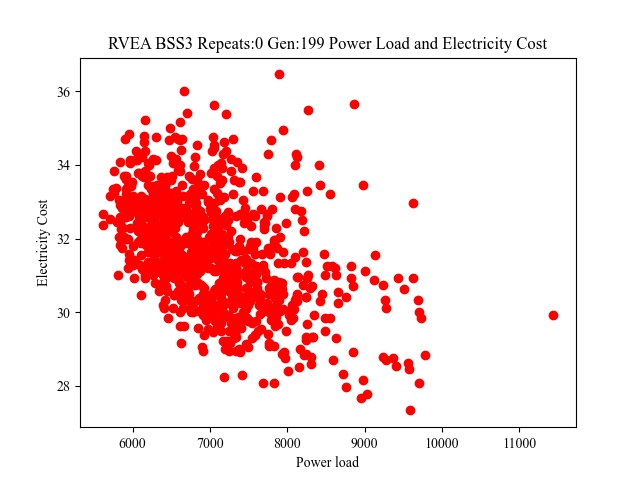 RVEA BSS3 Repeats:0 Gen:199 Power Load and Electricity Cost
36
34
32
30
28
Electricity Cost
6000 7000 8000 9000 10000 11000
Power load